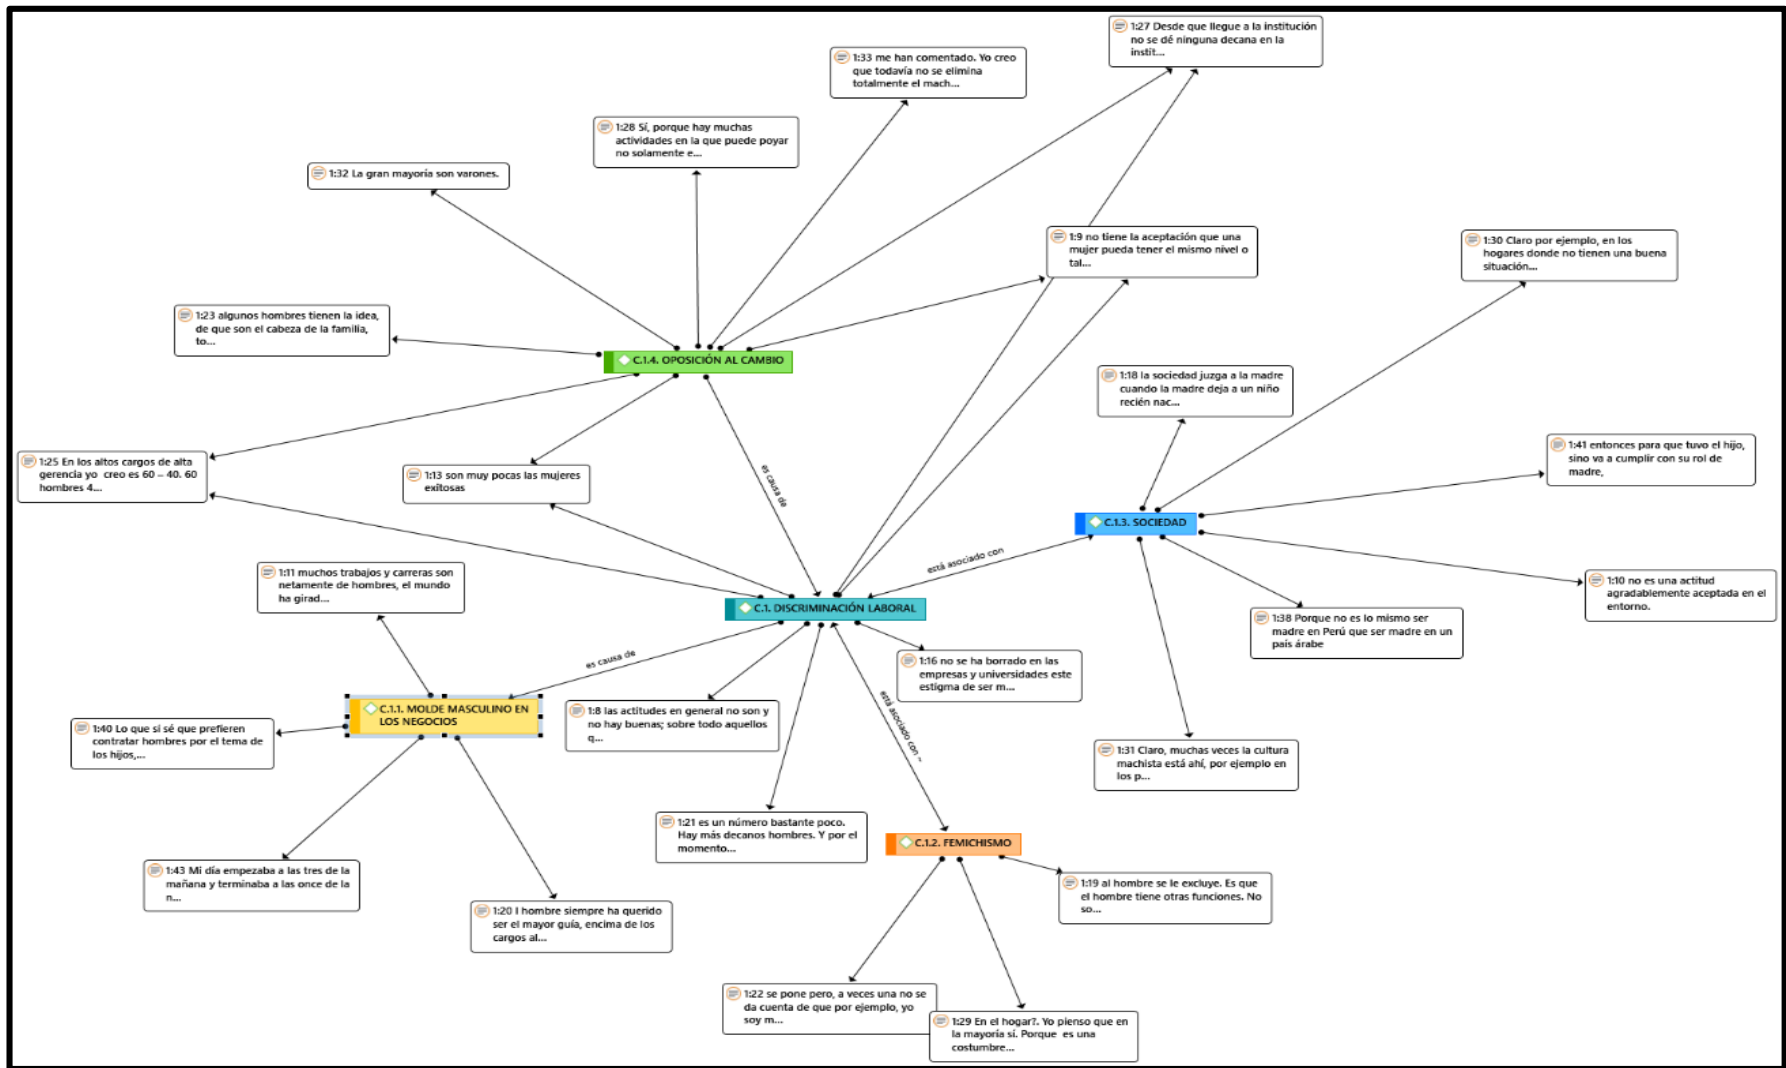 1:27 Desde que llegue a la institución
no se dé ninguna decana en la
instit...
1:33 me han comentado. Yo creo
que todavía no se elimina
totalmente el mach...
1:28 Sí, porque hay muchas
actividades en la que puede poyar
no solamente e...
1:32 La gran mayoría son varones.
1:9 no tiene la aceptación que una
mujer pueda tener el mismo nivel o
tal...
1:30 Claro por ejemplo, en los
hogares donde no tienen una buena
situación...
1:23 algunos hombres tienen la idea,
de que son el cabeza de la familia,
to...
C.1.4. OPOSICIÓN AL CAMBIO
1:18 la sociedad juzga a la madre
cuando la madre deja a un niño
recién nac...
1:25 En los altos cargos de alta
gerencia yo creo es 60 – 40. 60
hombres 4...
1:13 son muy pocas las mujeres
exitosas
es causa de
1:41 entonces para que tuvo el hijo,
sino va a cumplir con su rol de
madre,
C.1.3. SOCIEDAD
está asociado con
1:11 muchos trabajos y carreras son
netamente de hombres, el mundo
ha girad...
C.1. DISCRIMINACIÓN LABORAL
1:10 no es una actitud
agradablemente aceptada en el
entorno.
1:38 Porque no es lo mismo ser
madre en Perú que ser madre en un
país árabe
es causa de
1:16 no se ha borrado en las
empresas y universidades este
estigma de ser m...
C.1.1. MOLDE MASCULINO EN
LOS NEGOCIOS
1:8 las actitudes en general no son y
no hay buenas; sobre todo aquellos
q...
está asociado con ~
1:40 Lo que sí sé que prefieren
contratar hombres por el tema de
los hijos,...
1:31 Claro, muchas veces la cultura
machista está ahí, por ejemplo en
los p...
1:21 es un número bastante poco.
Hay más decanos hombres. Y por el
momento...
C.1.2. FEMICHISMO
1:43 Mi día empezaba a las tres de la
mañana y terminaba a las once de la
n...
1:19 al hombre se le excluye. Es que
el hombre tiene otras funciones. No
so...
1:20 l hombre siempre ha querido
ser el mayor guía, encima de los
cargos al...
1:22 se pone pero, a veces una no se
da cuenta de que por ejemplo, yo
soy m...
1:29 En el hogar?. Yo pienso que en
la mayoría sí. Porque es una
costumbre...